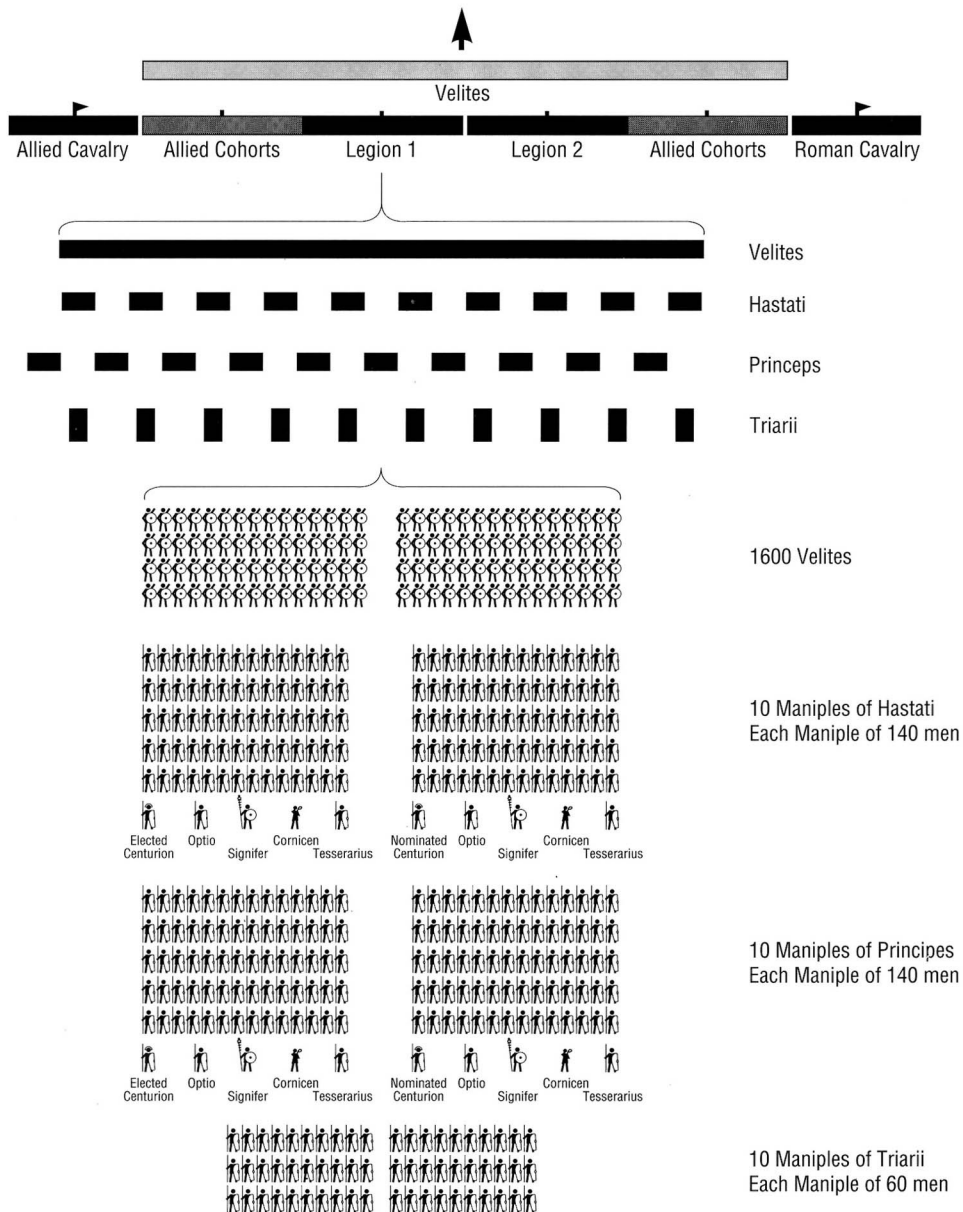 Velites
Allied Cavalry Allied Cohorts Legion 1 Legion 2 Allied Cohorts Roman Cavalry
Velites
Hastati
Princeps
Triarii
1600 Velites
10 Maniples of Hastati
Each Maniple of 140 men
Elected Centurion Optio Signifer Cornicen Tesserarius Nominated Centurion Optio Signifer Cornicen Tesserarius
10 Maniples of Principes
Each Maniple of 140 men
Elected Centurion Optio Signifer Cornicen Tesserarius Nominated Centurion Optio Signifer Cornicen Tesserarius
10 Maniples of Triarii
Each Maniple of 60 men